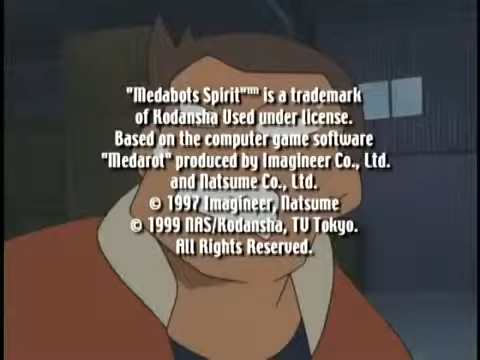 "Medabots Spirit"™ is a trademark
of Kodansha Used under license.
Based on the computer game software
"Medarot" produced by Imagineer Co., Ltd.
and Natsume Co., Ltd.
© 1997 Imagineer, Natsume
© 1999 NAS/Kodansha, TV Tokyo.
All Rights Reserved.